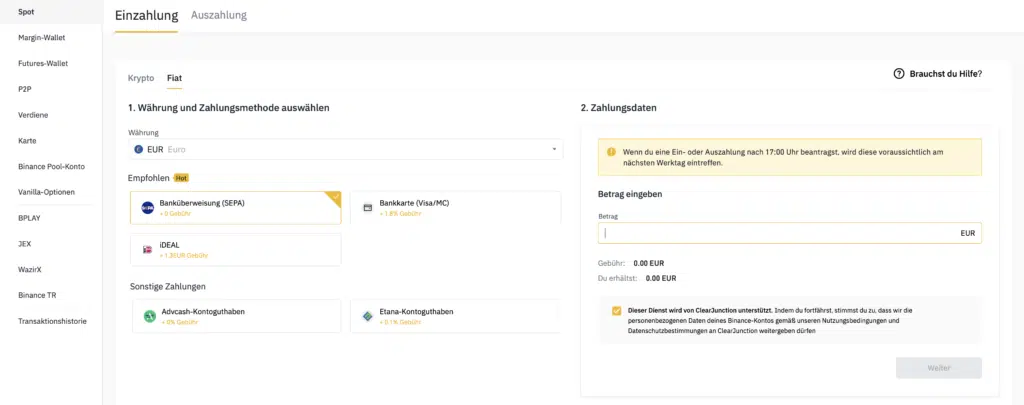 Spot
Margin-Wallet
Futures-Wallet
P2P
Verdiene
Karte
Binance Pool-Konto
Vanilla-Optionen
BPLAY
JEX
WazirX
Binance TR
Transaktionshistorie
Einzahlung Auszahlung
Krypto Fiat
Brauchst du Hilfe?
1. Währung und Zahlungsmethode auswählen
Währung
EUR Euro
Empfohlen Hot
SEPA Banküberweisung (SEPA)
+ 0 Gebühr
Bankkarte (Visa/MC)
+ 1.8% Gebühr
iDEAL
+ 1.3EUR Gebühr
Sonstige Zahlungen
Advcash-Kontoguthaben
+ 0% Gebühr
Etana-Kontoguthaben
+ 0.1% Gebühr
2. Zahlungsdaten
Wenn du eine Ein- oder Auszahlung nach 17:00 Uhr beantragst, wird diese voraussichtlich am
nächsten Werktag eintreffen.
Betrag eingeben
Betrag
EUR
Gebühr: 0.00 EUR
Du erhältst: 0.00 EUR
Dieser Dienst wird von ClearJunction unterstützt. Indem du fortfährst, stimmst du zu, dass wir die
personenbezogenen Daten deines Binance-Kontos gemäß unseren Nutzungsbedingungen und
Datenschutzbestimmungen an ClearJunction weitergeben dürfen
Weiter